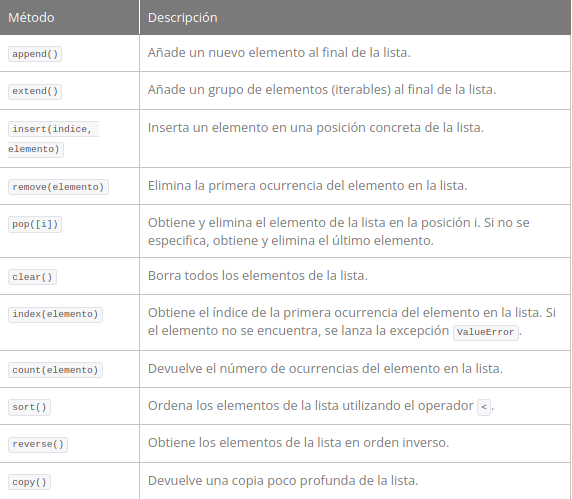 Método Descripción
append() Añade un nuevo elemento al final de la lista.
extend() Añade un grupo de elementos (iterables) al final de la lista.
insert(indice, Inserta un elemento en una posición concreta de la lista.
elemento)
remove(elemento) Elimina la primera ocurrencia del elemento en la lista.
pop([i]) Obtiene y elimina el elemento de la lista en la posición i. Si no se
especifica, obtiene y elimina el último elemento.
clear() Borra todos los elementos de la lista.
index(elemento) Obtiene el índice de la primera ocurrencia del elemento en la lista. Si
el elemento no se encuentra, se lanza la excepción ValueError.
count(elemento) Devuelve el número de ocurrencias del elemento en la lista.
sort() Ordena los elementos de la lista utilizando el operador <.
reverse() Obtiene los elementos de la lista en orden inverso.
copy() Devuelve una copia poco profunda de la lista.